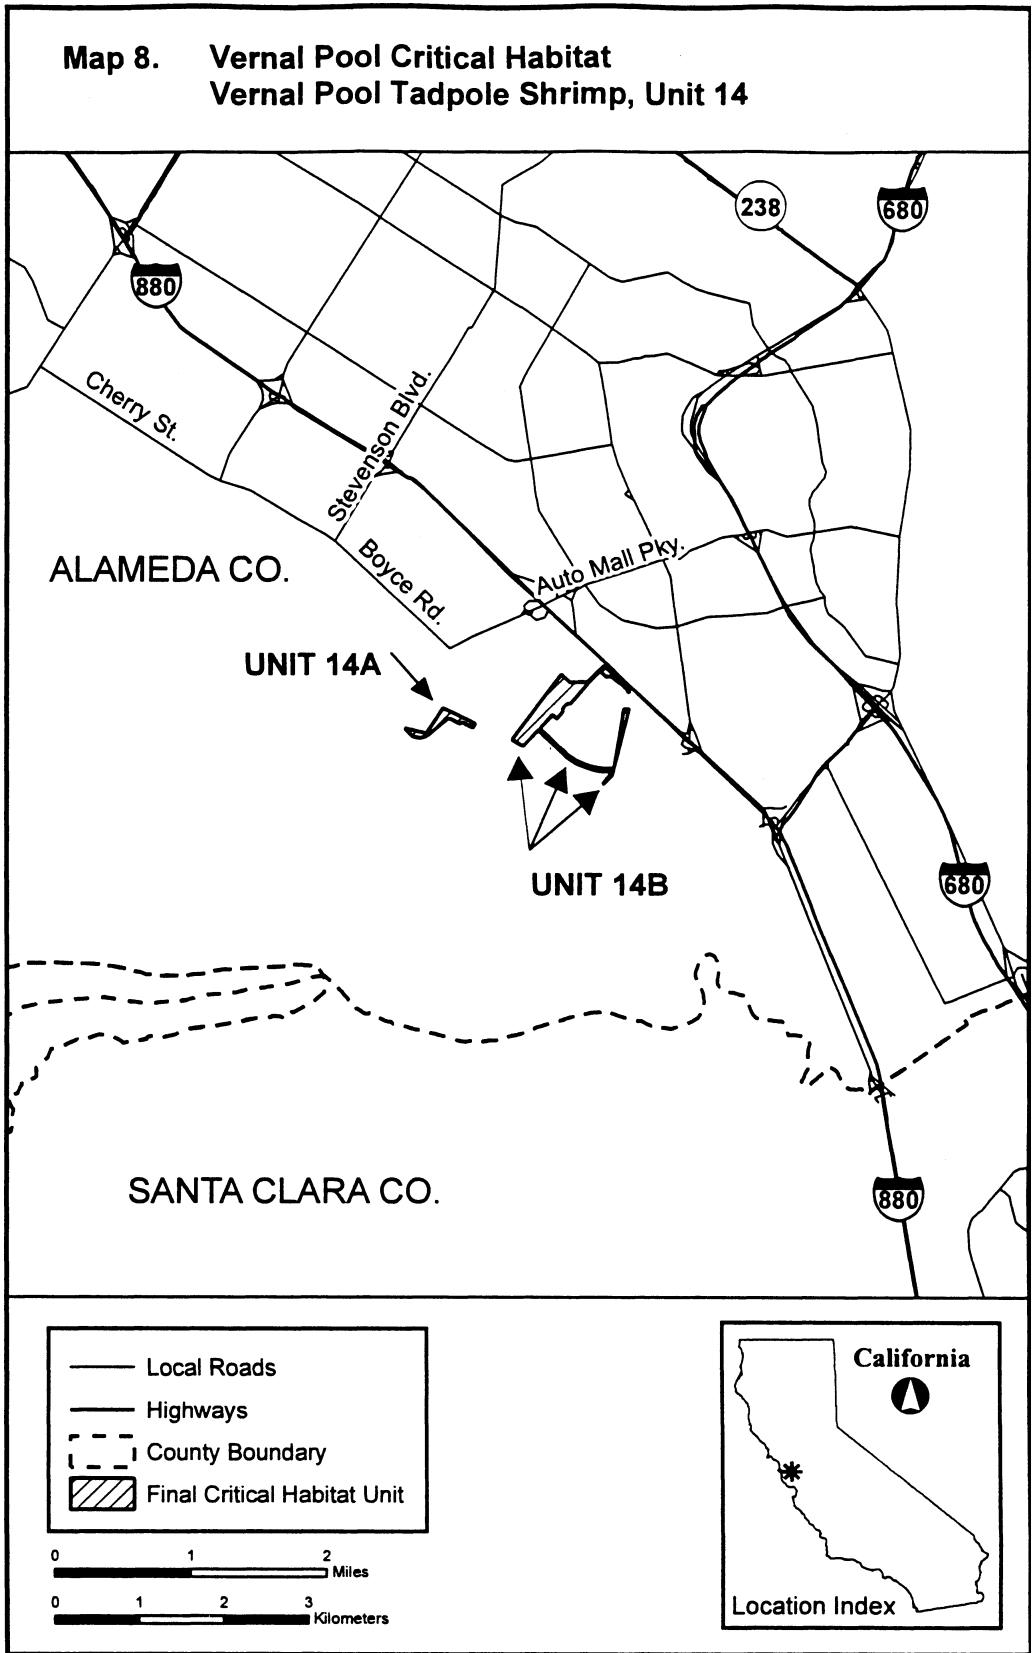 Map 8. Vernal Pool Critical Habitat
Vernal Pool Tadpole Shrimp, Unit 14
238
680
880
Cherry St.
Stevenson Blvd.
ALAMEDA CO.
Boyce Rd.
Auto Mall Pky.
UNIT 14A
UNIT 14B
680
SANTA CLARA CO.
880
Local Roads
Highways
County Boundary
Final Critical Habitat Unit
0 1 2
Miles
0 1 2 3
Kilometers
California
Location Index